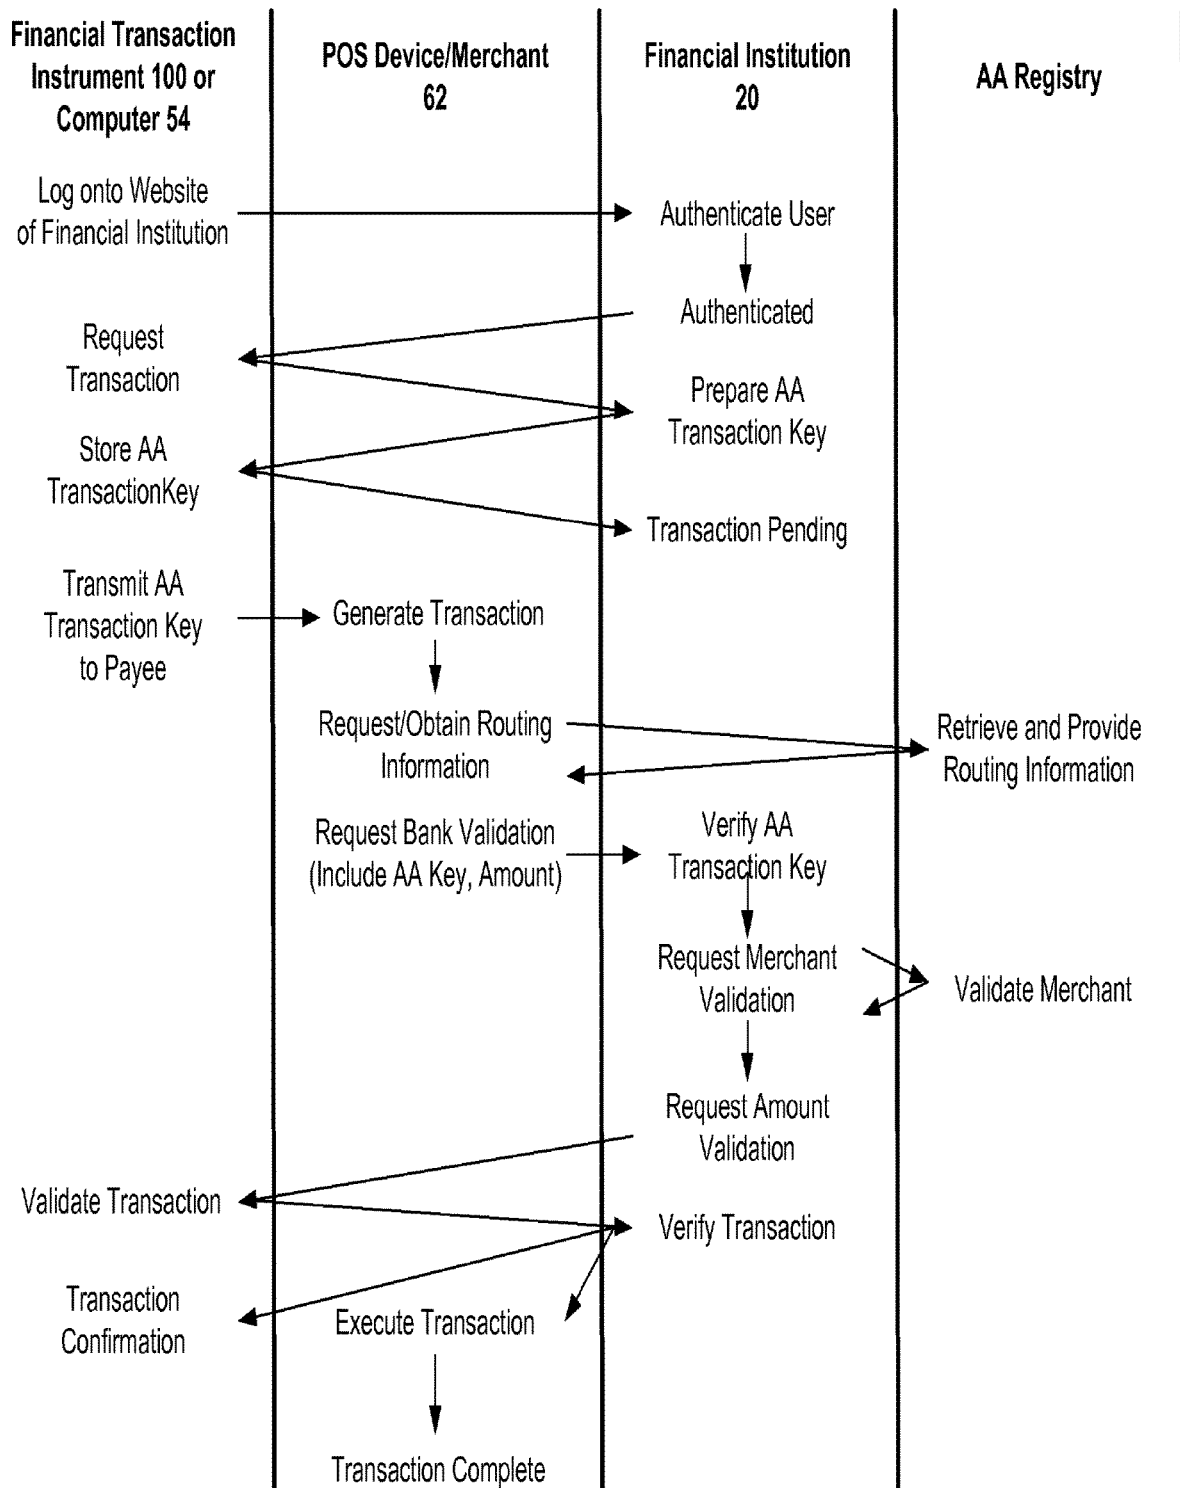 Financial Transaction
Instrument 100 or
Computer 54
POS Device/Merchant
62
Financial Institution
20
AA Registry
Log onto Website
of Financial Institution
Authenticate User
Authenticated
Request
Transaction
Prepare AA
Transaction Key
Store AA
TransactionKey
Transaction Pending
Transmit AA
Transaction Key
to Payee
Generate Transaction
Request/Obtain Routing
Information
Retrieve and Provide
Routing Information
Request Bank Validation
(Include AA Key, Amount)
Verify AA
Transaction Key
Request Merchant
Validation
Validate Merchant
Request Amount
Validation
Validate Transaction
Verify Transaction
Transaction
Confirmation
Execute Transaction
Transaction Complete